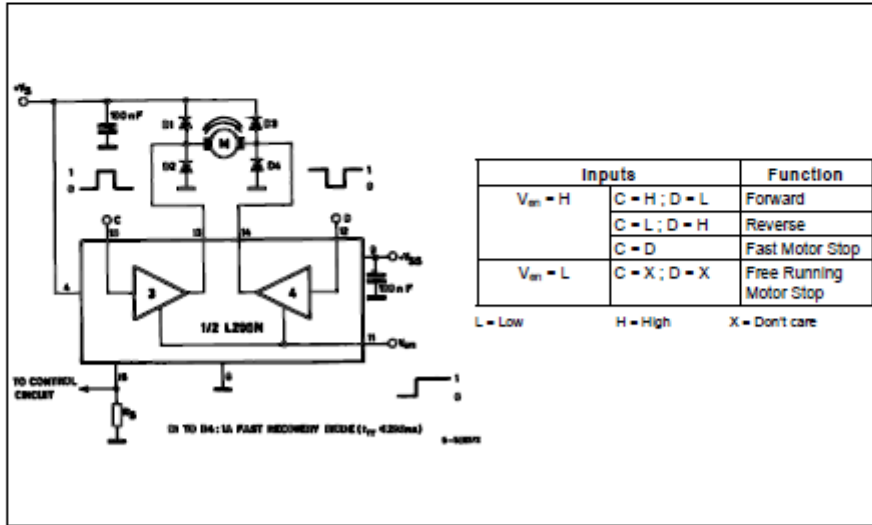 +Vs
100nF
D1
D3
M
D2
D4
1
0
1
0
C
D
10
13
14
12
9
+VSS
4
3
4
100nF
1/2 L298N
11
Ven
15
8
TO CONTROL
CIRCUIT
RS
1
0
D1 TO D4: 1A FAST RECOVERY DIODE (trr
Inputs Function
Ven = H C = H ; D = L Forward
C = L ; D = H Reverse
C = D Fast Motor Stop
Ven = L C = X ; D = X Free Running
Motor Stop
L = Low H = High X = Don't care